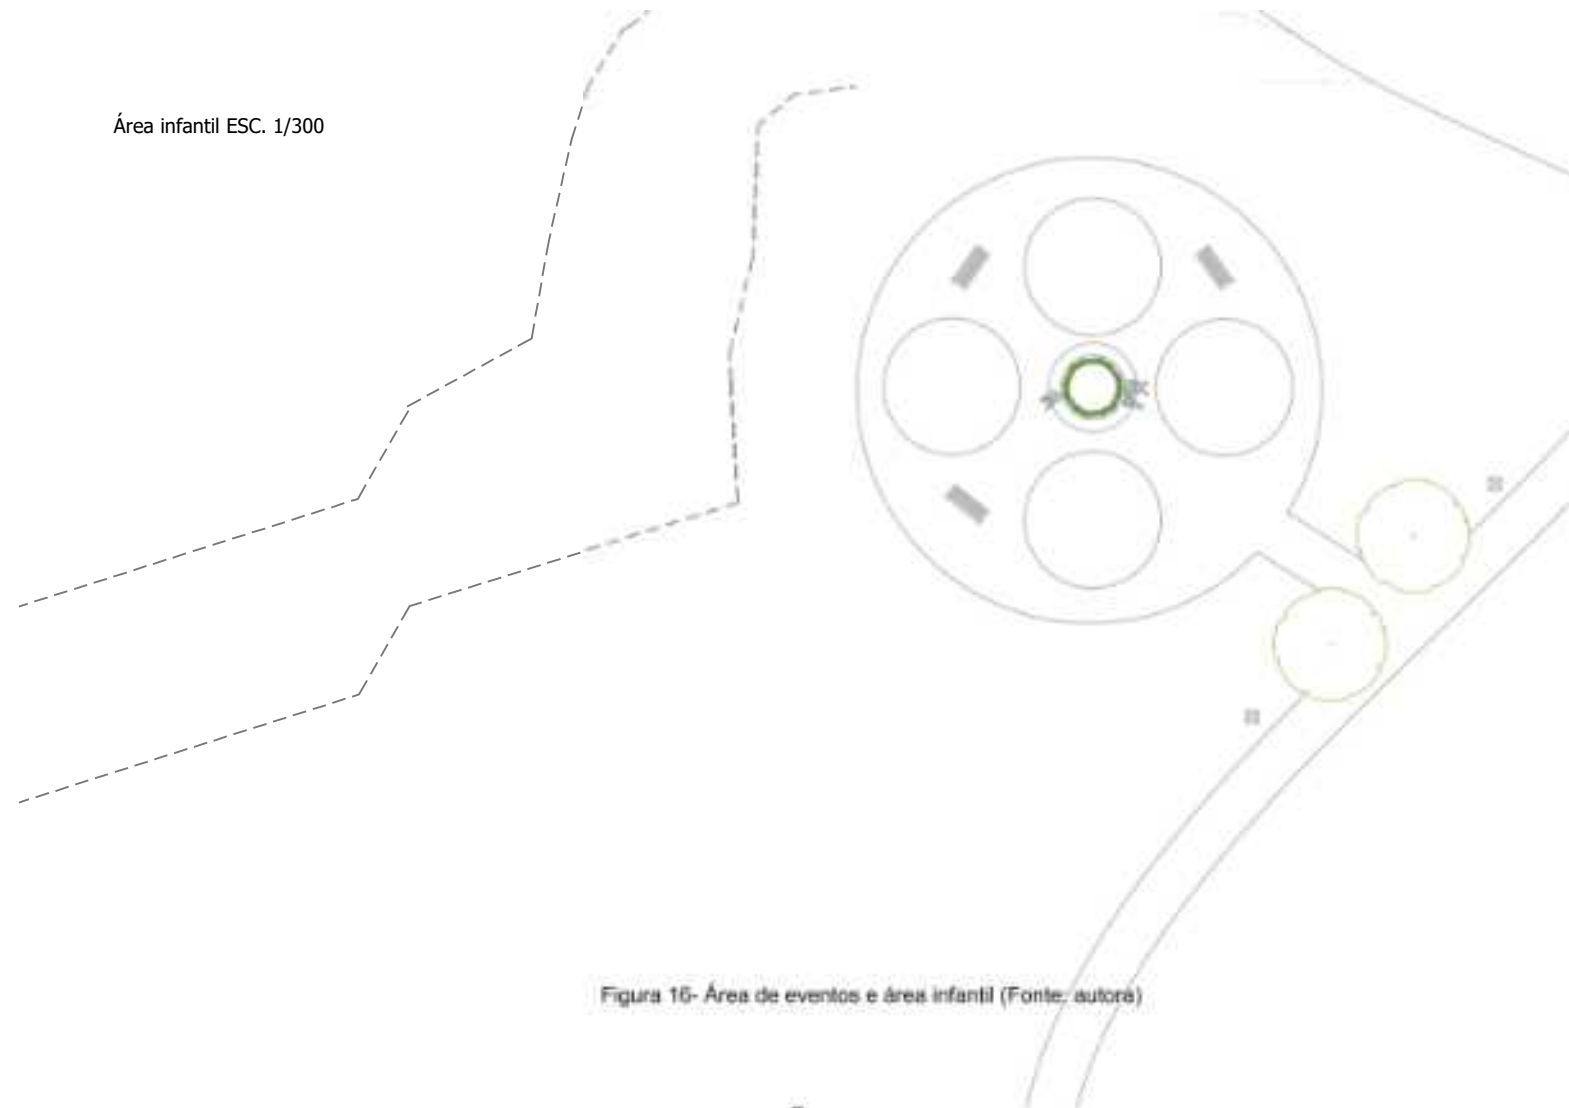 Área infantil ESC. 1/300
Figura 16- Área de eventos e área infantil (Fonte: autora)